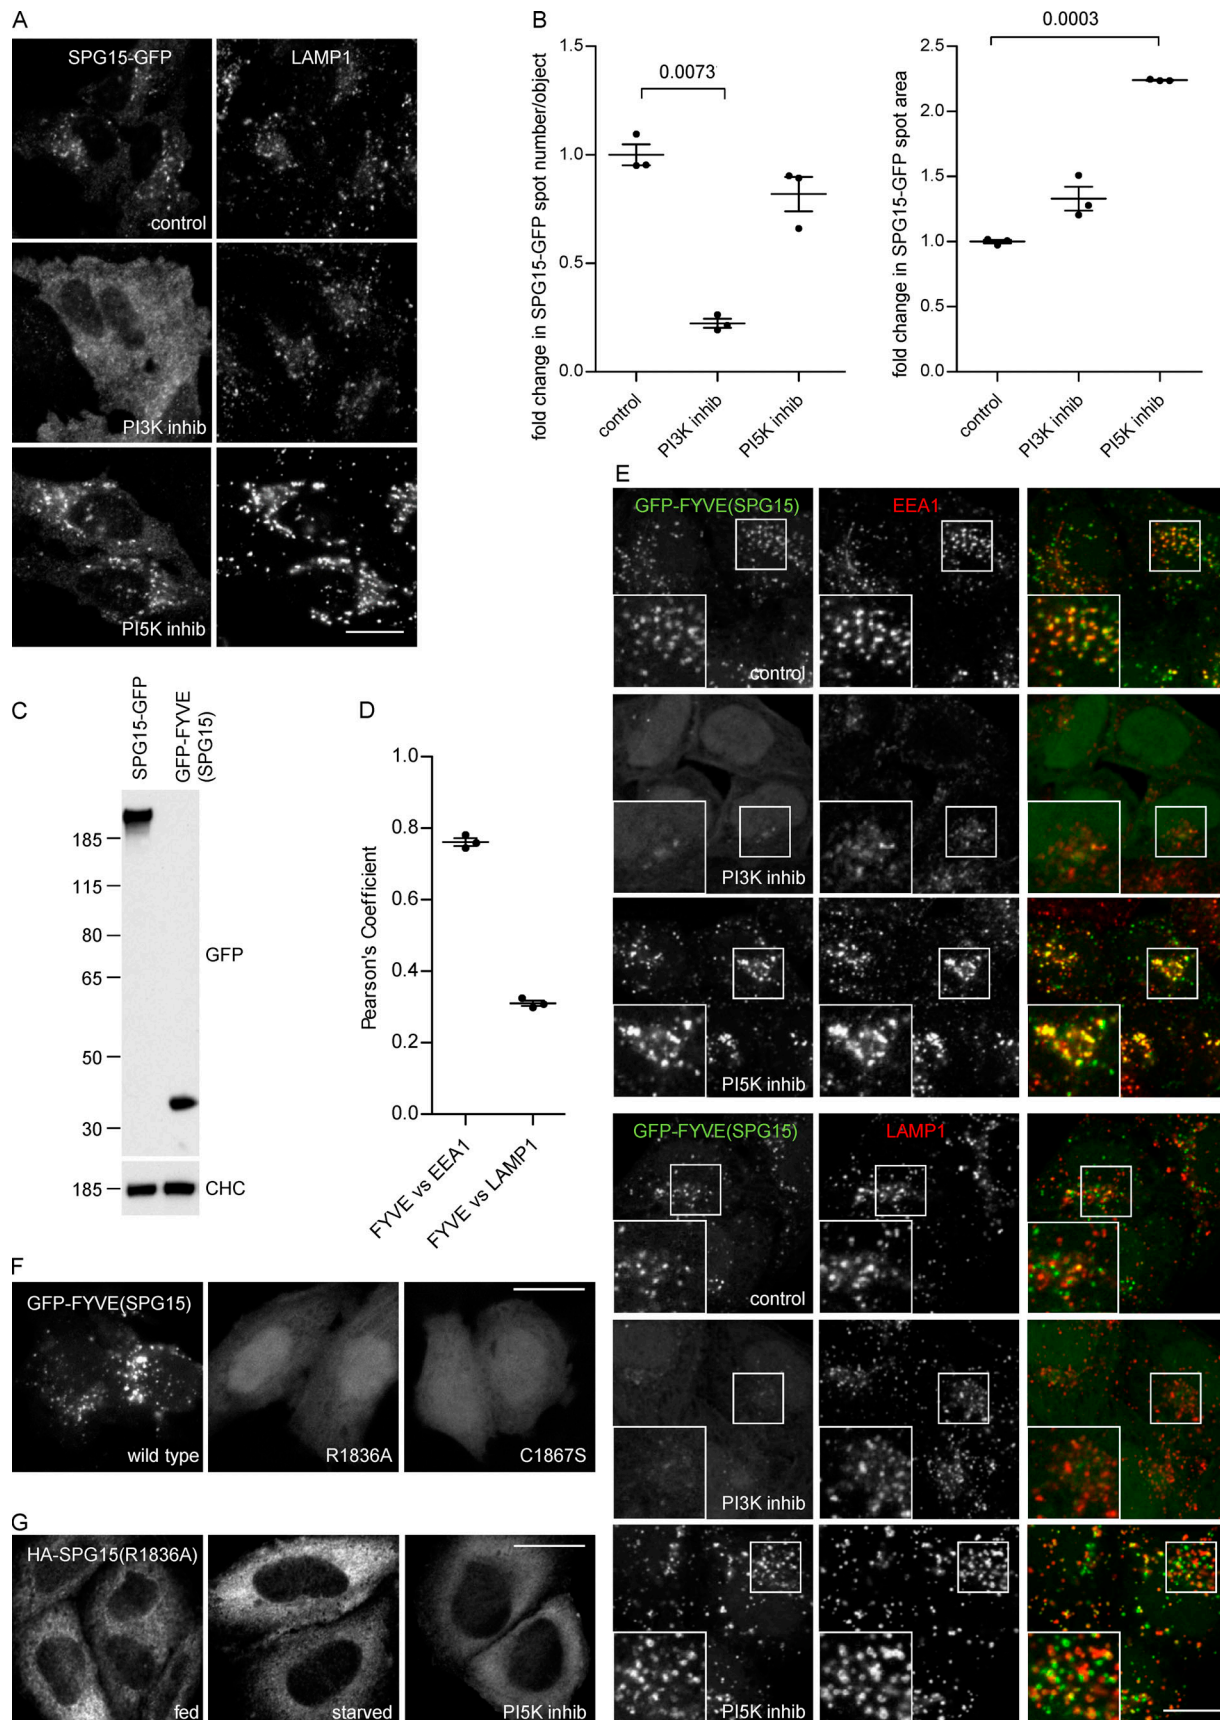 A
SPG15-GFP
LAMP1
control
PI3K inhib
PI5K inhib
B
fold change in SPG15-GFP spot number/object
1.5
1.0
0.5
0.0
0.0073
control
PI3K inhib
PI5K inhib
fold change in SPG15-GFP spot area
2.5
2.0
1.5
1.0
0.5
0.0
0.0003
control
PI3K inhib
PI5K inhib
C
SPG15-GFP
GFP-FYVE
(SPG15)
185
115
80
65
50
30
185
GFP
CHC
D
Pearson's Coefficient
1.0
0.8
0.6
0.4
0.2
0.0
FYVE vs EEA1
FYVE vs LAMP1
E
GFP-FYVE(SPG15)
EEA1
control
PI3K inhib
PI5K inhib
GFP-FYVE(SPG15)
LAMP1
control
PI3K inhib
PI5K inhib
F
GFP-FYVE(SPG15)
wild type
R1836A
C1867S
G
HA-SPG15(R1836A)
fed
starved
PI5K inhib